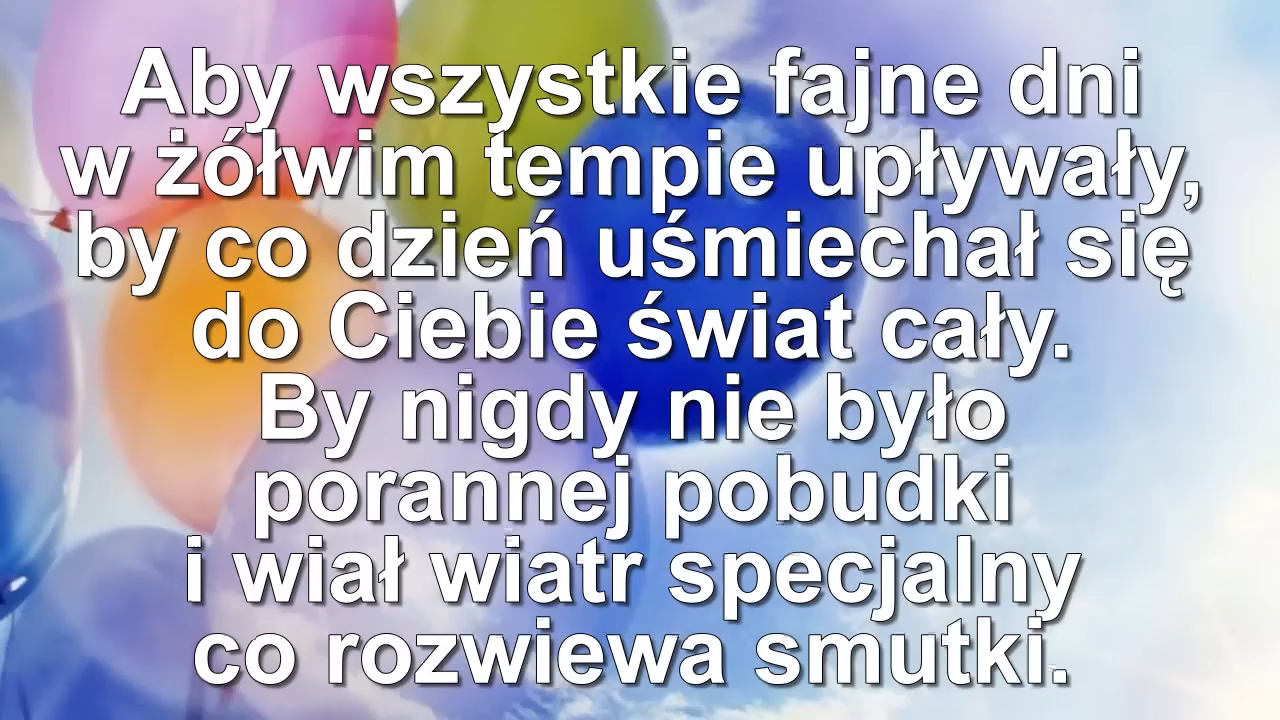 Aby wszystkie fajne dni
w żółwim tempie upływały,
by co dzień uśmiechał się
do Ciebie świat cały.
By nigdy nie było
porannej pobudki
i wiał wiatr specjalny
co rozwiewa smutki.